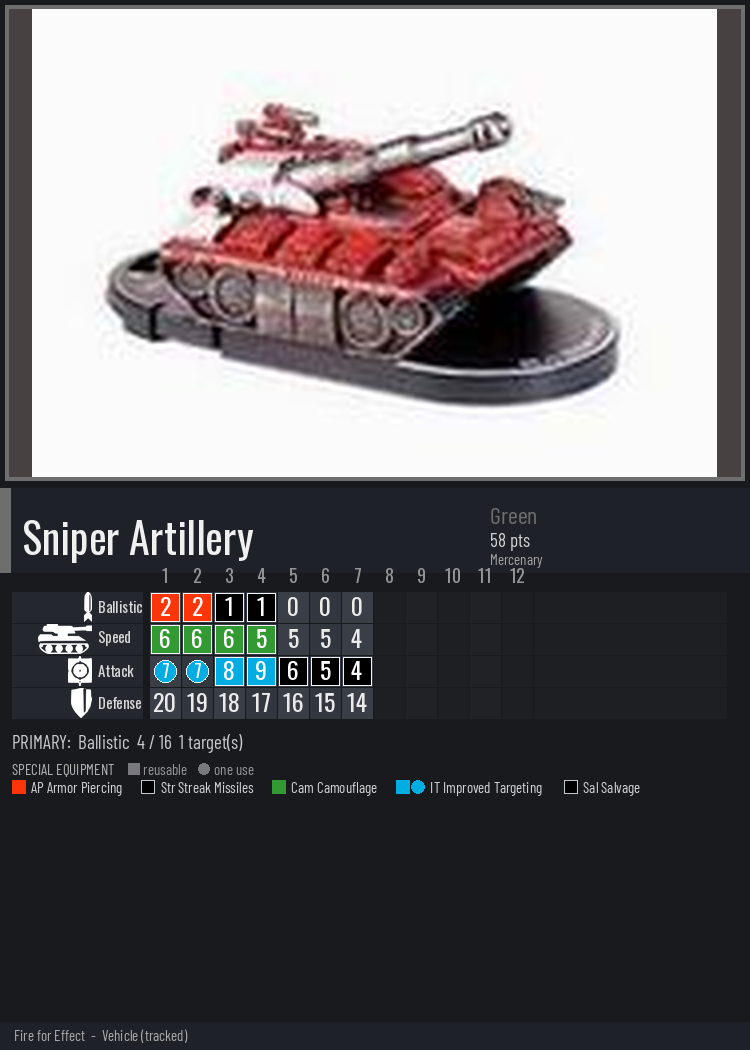 Sniper Artillery
Green
58 pts
Mercenary
1 2 3 4 5 6 7 8 9 10 11 12
Ballistic 2 2 1 1 0 0 0
Speed 6 6 6 5 5 5 4
Attack 7 7 8 9 6 5 4
Defense 20 19 18 17 16 15 14
PRIMARY: Ballistic 4 / 16 1 target(s)
SPECIAL EQUIPMENT reusable one use
AP Armor Piercing Str Streak Missiles Cam Camouflage IT Improved Targeting Sal Salvage
Fire for Effect - Vehicle (tracked)